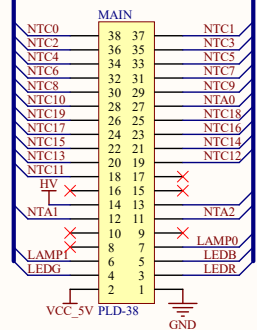 MAIN
NTC0 38 37 NTC1
NTC2 36 35 NTC3
NTC4 34 33 NTC5
NTC6 32 31 NTC7
NTC8 30 29 NTC9
NTC10 28 27 NTA0
NTC19 26 25 NTC18
NTC17 24 23 NTC16
NTC15 22 21 NTC14
NTC13 20 19 NTC12
NTC11 18 17
HV 16 15
14 13
NTA1 12 11 NTA2
10 9
8 7 LAMP0
LAMP1 6 5 LEDB
LEDG 4 3 LEDR
2 1
VCC_5V PLD-38
GND